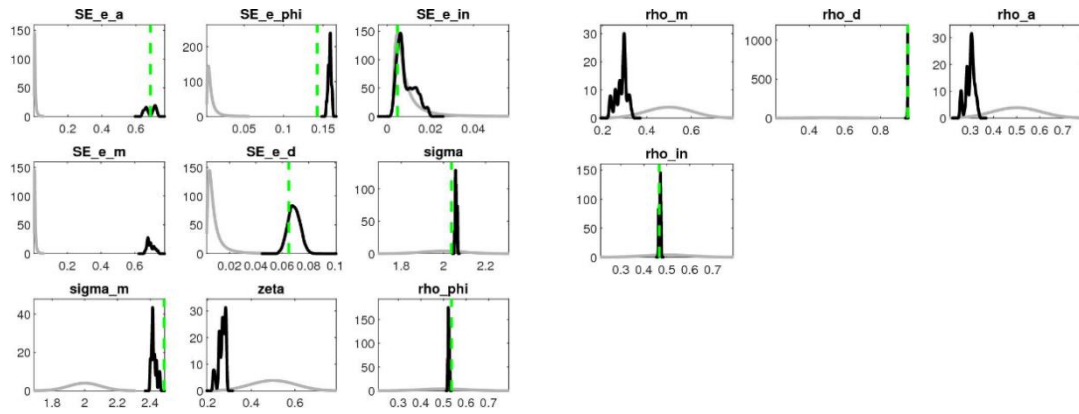 SE_e_a SE_e_phi SE_e_in
150 100 50 0 0.2 0.4 0.6
200 100 0 0.05 0.1 0.15
150 100 50 0 0 0.02 0.04
SE_e_m SE_e_d sigma
150 100 50 0 0.2 0.4 0.6
150 100 50 0 0.02 0.04 0.06 0.08 0.1
100 50 0 1.8 2 2.2
sigma_m zeta rho_phi
40 20 0 1.8 2 2.2 2.4
30 20 10 0 0.2 0.4 0.6
150 100 50 0 0.3 0.4 0.5 0.6 0.7
rho_m rho_d rho_a
30 20 10 0 0.2 0.4 0.6
1000 500 0 0.2 0.4 0.6 0.8
30 20 10 0 0.3 0.4 0.5 0.6 0.7
rho_in
150 100 50 0 0.3 0.4 0.5 0.6 0.7